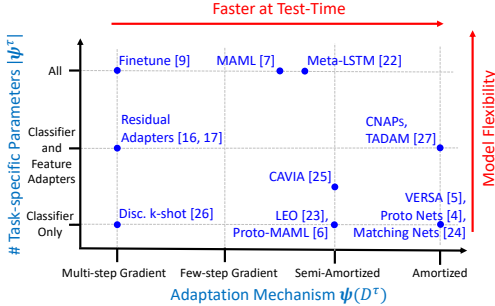 Faster at Test-Time
# Task-specific Parameters |ψ^τ|
Model Flexibility
All
Classifier
and
Feature
Adapters
Classifier
Only
Finetune [9]
MAML [7]
Meta-LSTM [22]
Residual
Adapters [16, 17]
CNAPs,
TADAM [27]
CAVIA [25]
Disc. k-shot [26]
LEO [23],
Proto-MAML [6]
VERSA [5],
Proto Nets [4],
Matching Nets [24]
Multi-step Gradient
Few-step Gradient
Semi-Amortized
Amortized
Adaptation Mechanism ψ(D^τ)